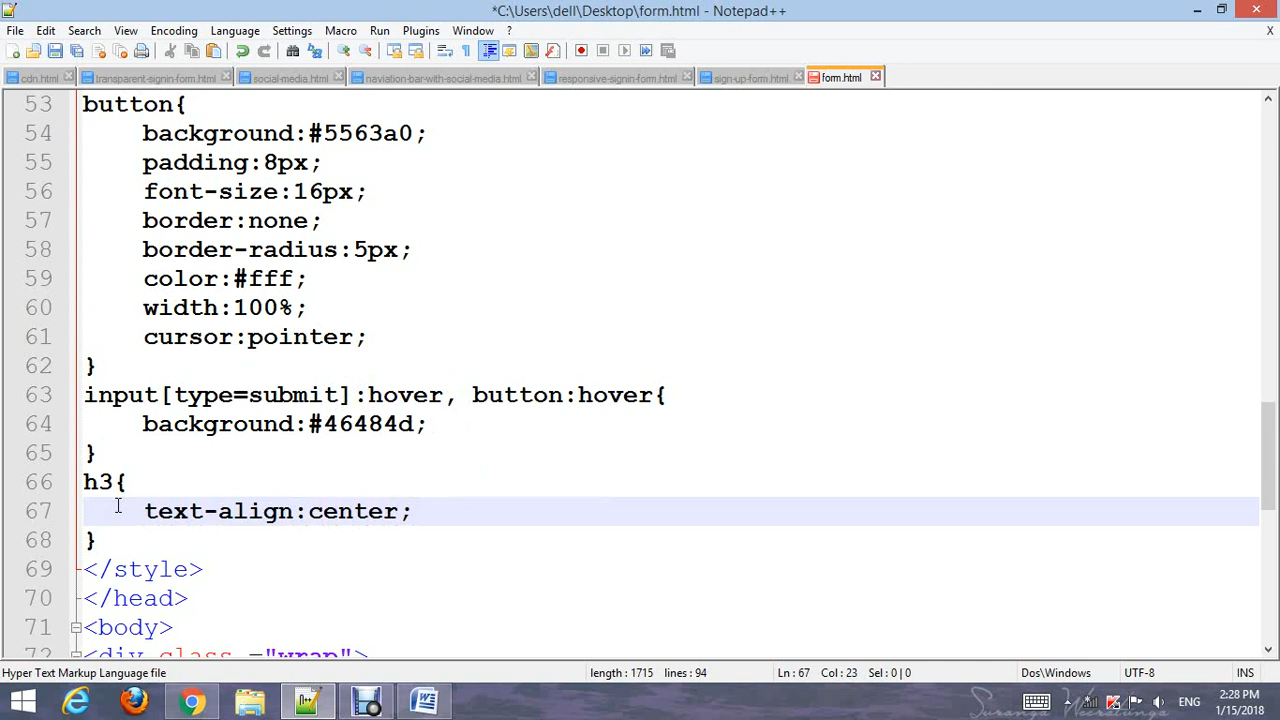 *C:\Users\dell\Desktop\form.html - Notepad++
File Edit Search View Encoding Language Settings Macro Run Plugins Window ? X
cdn.html transparent-signin-form.html social-media.html naviation-bar-with-social-media.html responsive-signin-form.html sign-up-form.html form.html
53 button{
54 background:#5563a0;
55 padding:8px;
56 font-size:16px;
57 border:none;
58 border-radius:5px;
59 color:#fff;
60 width:100%;
61 cursor:pointer;
62 }
63 input[type=submit]:hover, button:hover{
64 background:#46484d;
65 }
66 h3{
67 text-align:center;
68 }
69 </style>
70 </head>
71 <body>
72 <div class ="wrap">
Hyper Text Markup Language file length : 1715 lines : 94 Ln : 67 Col : 23 Sel : 0 | 0 Dos\Windows UTF-8 INS
Suranga Weeratunga
ENG
2:28 PM
1/15/2018